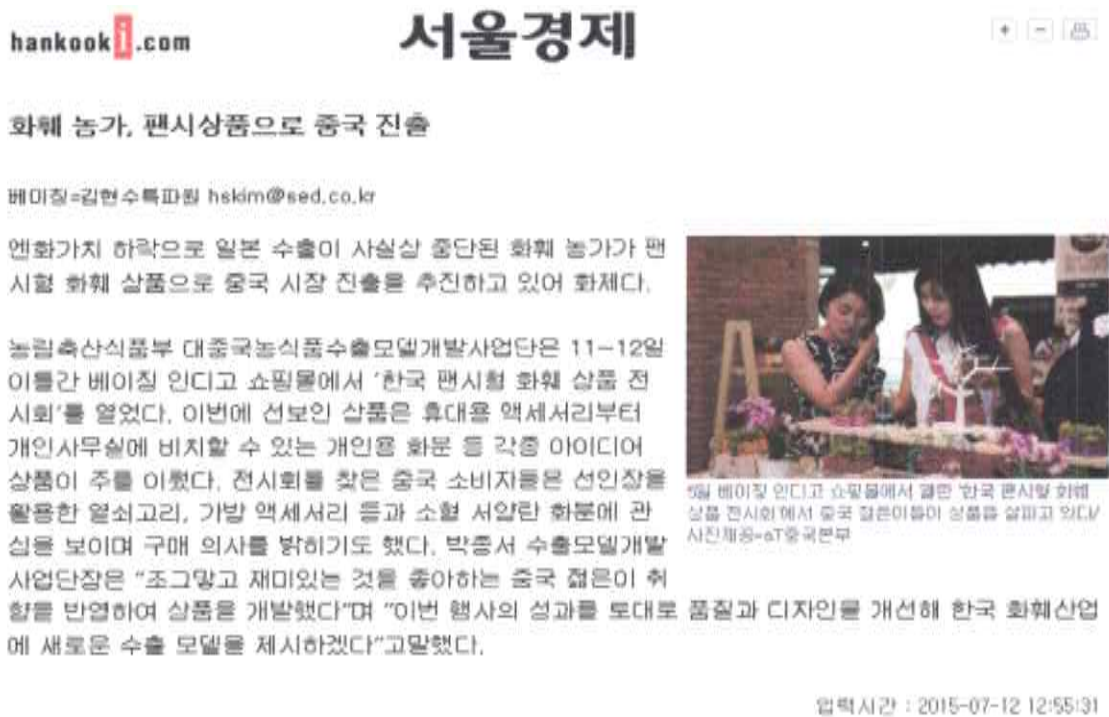 hankooki.com
서울경제
화훼 농가, 팬시상품으로 중국 진출
베이징=김현수특파원 hskim@sed.co.kr
엔화가치 하락으로 일본 수출이 사실상 중단된 화훼 농가가 팬
시형 화훼 상품으로 중국 시장 진출을 추진하고 있어 화제다.
농림축산식품부 대중국농식품수출모델개발사업단은 11~12일
이틀간 베이징 인디고 쇼핑몰에서 '한국 팬시형 화훼 상품 전
시회'를 열었다. 이번에 선보인 상품은 휴대용 액세서리부터
개인사무실에 비치할 수 있는 개인용 화분 등 각종 아이디어
상품이 주를 이뤘다. 전시회를 찾은 중국 소비자들은 선인장을
활용한 열쇠고리, 가방 액세서리 등과 소형 서양란 화분에 관
심을 보이며 구매 의사를 밝히기도 했다. 박종서 수출모델개발
사업단장은 "조그맣고 재미있는 것을 좋아하는 중국 젊은이 취
향을 반영하여 상품을 개발했다"며 "이번 행사의 성과를 토대로 품질과 디자인을 개선해 한국 화훼산업
에 새로운 수출 모델을 제시하겠다"고말했다.
5일 베이징 인디고 쇼핑몰에서 열린 '한국 팬시형 화훼
상품 전시회'에서 중국 젊은이들이 상품을 살피고 있다/
사진제공=aT중국본부
입력시간 : 2015-07-12 12:55:31